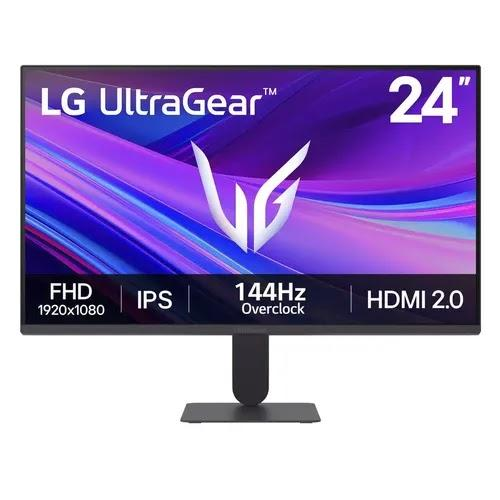 LG UltraGear™
24"
FHD
1920x1080
IPS
144Hz
Overclock
HDMI 2.0